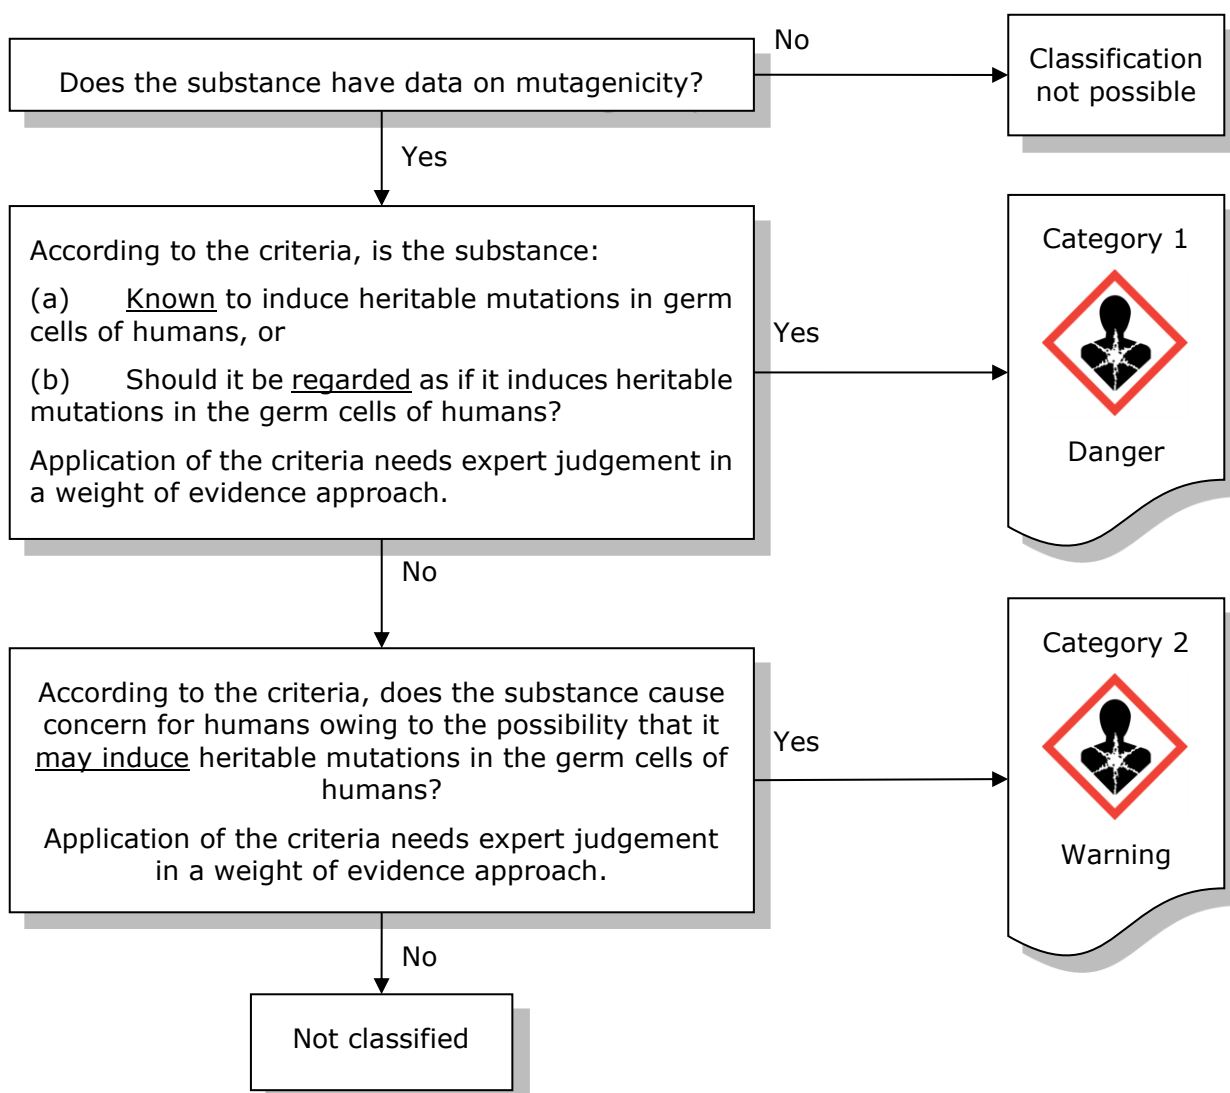 Does the substance have data on mutagenicity?
No
Classification
not possible
Yes
According to the criteria, is the substance:
(a) Known to induce heritable mutations in germ
cells of humans, or
(b) Should it be regarded as if it induces heritable
mutations in the germ cells of humans?
Application of the criteria needs expert judgement in
a weight of evidence approach.
Yes
Category 1
Danger
No
According to the criteria, does the substance cause
concern for humans owing to the possibility that it
may induce heritable mutations in the germ cells of
humans?
Application of the criteria needs expert judgement
in a weight of evidence approach.
Yes
Category 2
Warning
No
Not classified